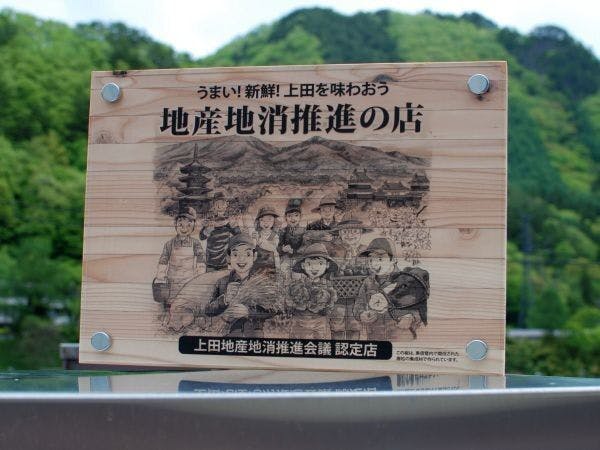 うまい!新鮮!上田を味わおう
地産地消推進の店
上田地産地消推進会議 認定店